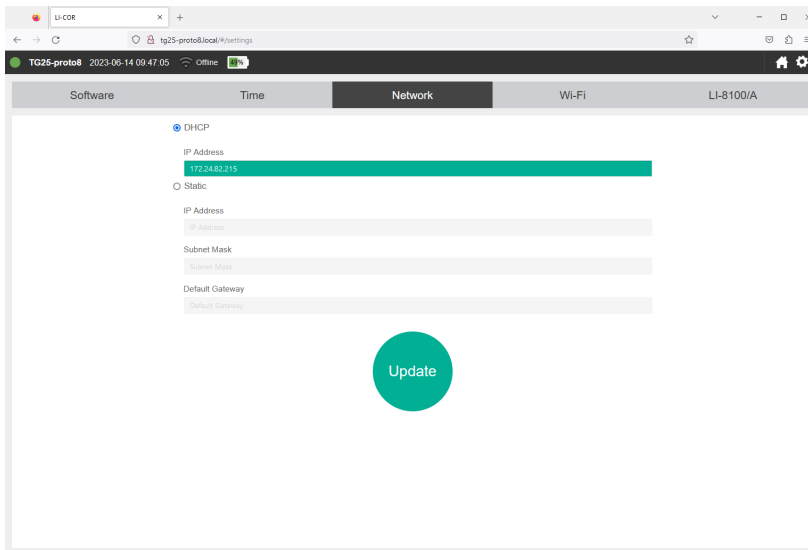 LI-COR
tg25-proto8.local/#/settings
TG25-proto8 2023-06-14 09:47:05 Offline 49%
Software Time Network Wi-Fi LI-8100/A
DHCP
IP Address
172.24.82.215
Static
IP Address
IP Address
Subnet Mask
Subnet Mask
Default Gateway
Default Gateway
Update